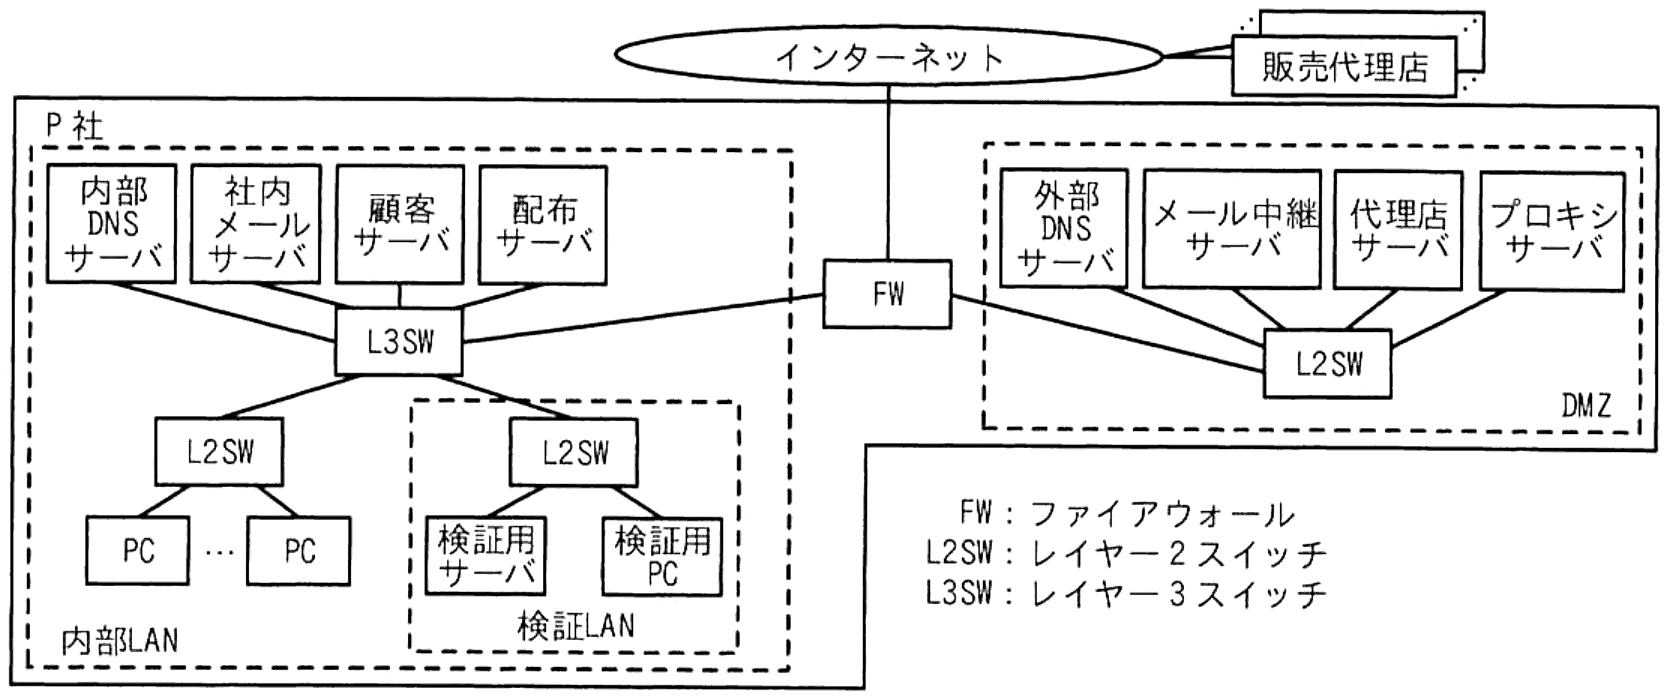 インターネット
販売代理店
P社
内部
DNS
サーバ
社内
メール
サーバ
顧客
サーバ
配布
サーバ
外部
DNS
サーバ
メール中継
サーバ
代理店
サーバ
プロキシ
サーバ
FW
L3SW
L2SW
DMZ
L2SW
L2SW
PC
...
PC
検証用
サーバ
検証用
PC
検証LAN
内部LAN
FW：ファイアウォール
L2SW：レイヤー2スイッチ
L3SW：レイヤー3スイッチ